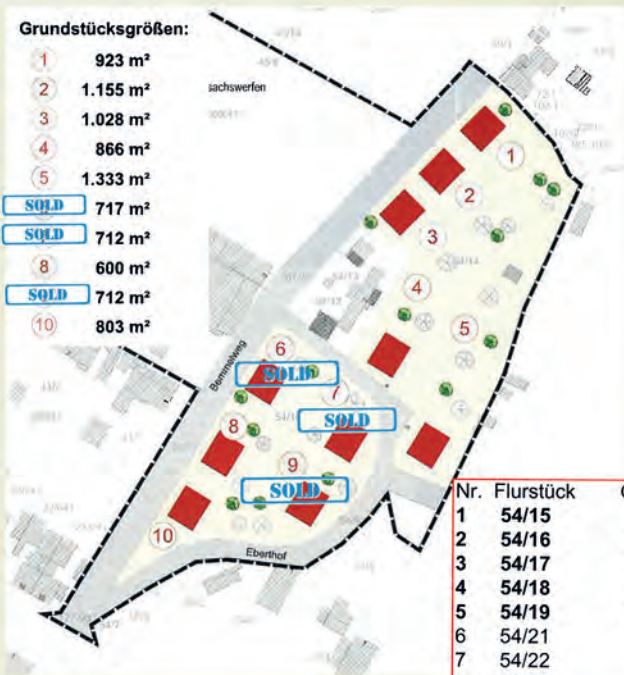 Grundstücksgrößen:
1 923 m²
2 1.155 m²
3 1.028 m²
4 866 m²
5 1.333 m²
SOLD 717 m²
SOLD 712 m²
8 600 m²
SOLD 712 m²
10 803 m²
sachswerfen
1
2
3
4
5
Bemmelweg
6
SOLD
7
SOLD
8
9
SOLD
10
Eberthof
Nr. Flurstück
1 54/15
2 54/16
3 54/17
4 54/18
5 54/19
6 54/21
7 54/22